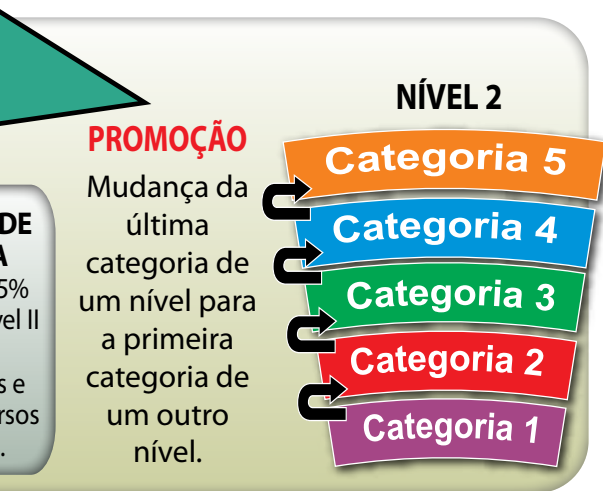 DE
A
5%
vel II
s e
rsos
.
PROMOÇÃO
Mudança da
última
categoria de
um nível para
a primeira
categoria de
um outro
nível.
NÍVEL 2
Categoria 5
Categoria 4
Categoria 3
Categoria 2
Categoria 1